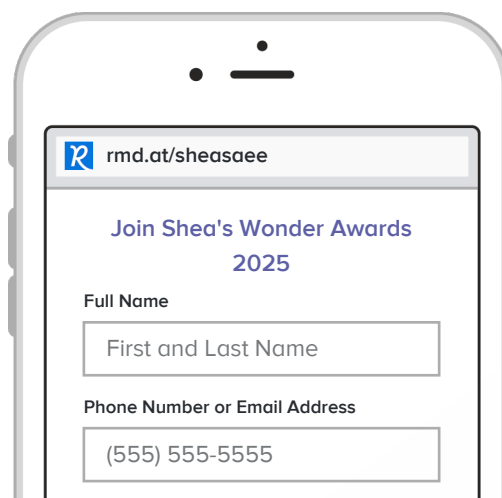 rmd.at/sheasaee
Join Shea's Wonder Awards
2025
Full Name
First and Last Name
Phone Number or Email Address
(555) 555-5555